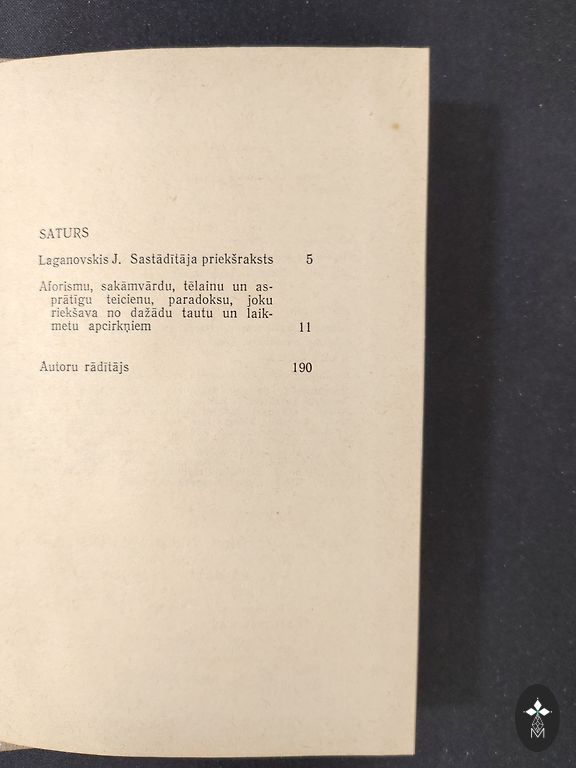 SATURS
Laganovskis J. Sastādītāja priekšraksts 5
Aforismu, sakāmvārdu, tēlainu un as-
prātīgu teicienu, paradoksu, joku
riekšava no dažādu tautu un laik-
metu apcirkņiem 11
Autoru rādītājs 190